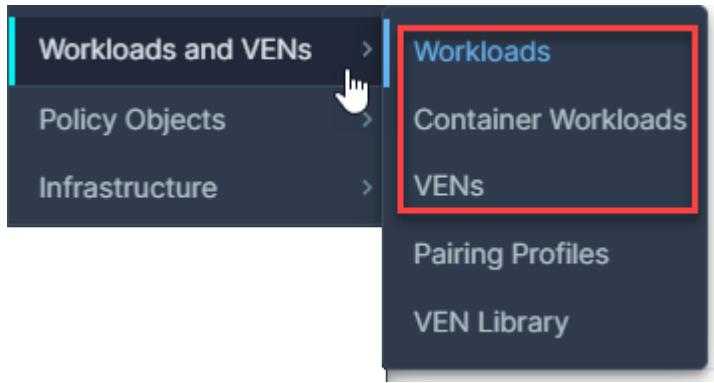 Workloads and VENs
Policy Objects
Infrastructure
Workloads
Container Workloads
VENs
Pairing Profiles
VEN Library